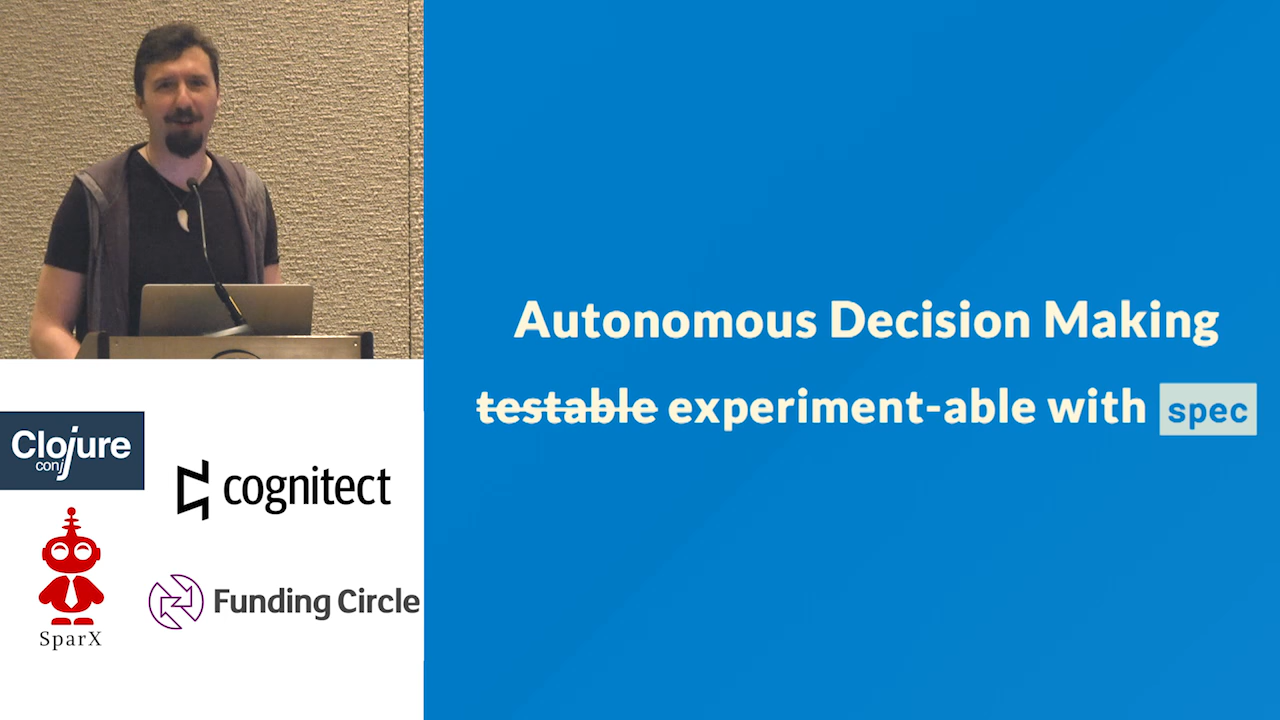 Autonomous Decision Making
testable experiment-able with spec
Clojure
conj
cognitect
SparX
Funding Circle